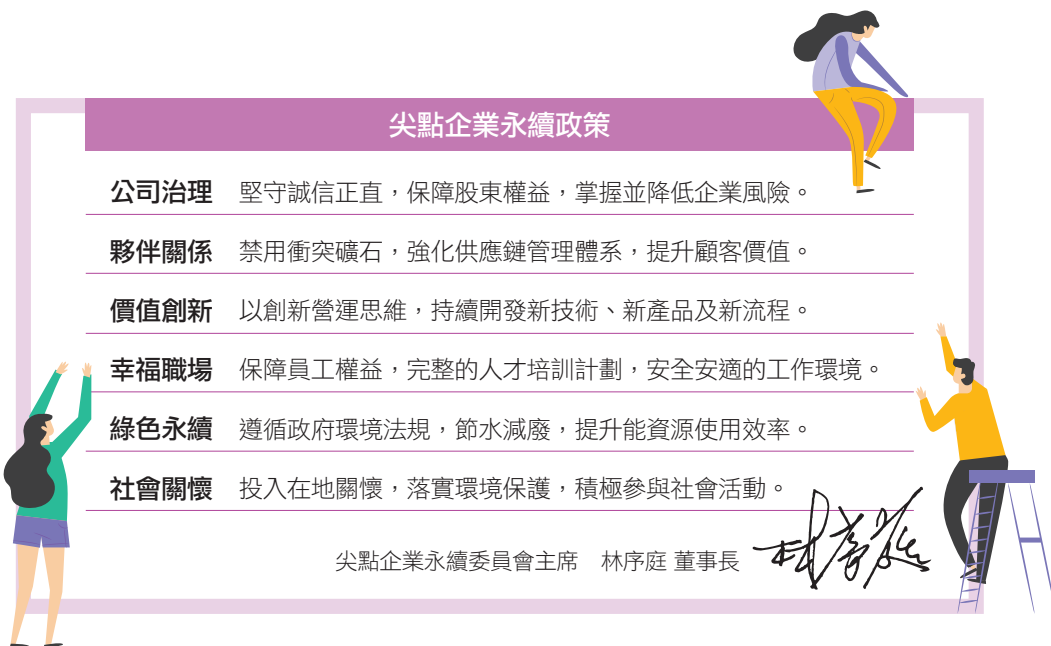 尖點企業永續政策
公司治理 堅守誠信正直，保障股東權益，掌握並降低企業風險。
夥伴關係 禁用衝突礦石，強化供應鏈管理體系，提升顧客價值。
價值創新 以創新營運思維，持續開發新技術、新產品及新流程。
幸福職場 保障員工權益，完整的人才培訓計劃，安全安適的工作環境。
綠色永續 遵循政府環境法規，節水減廢，提升能資源使用效率。
社會關懷 投入在地關懷，落實環境保護，積極參與社會活動。
尖點企業永續委員會主席 林序庭 董事長 林序庭